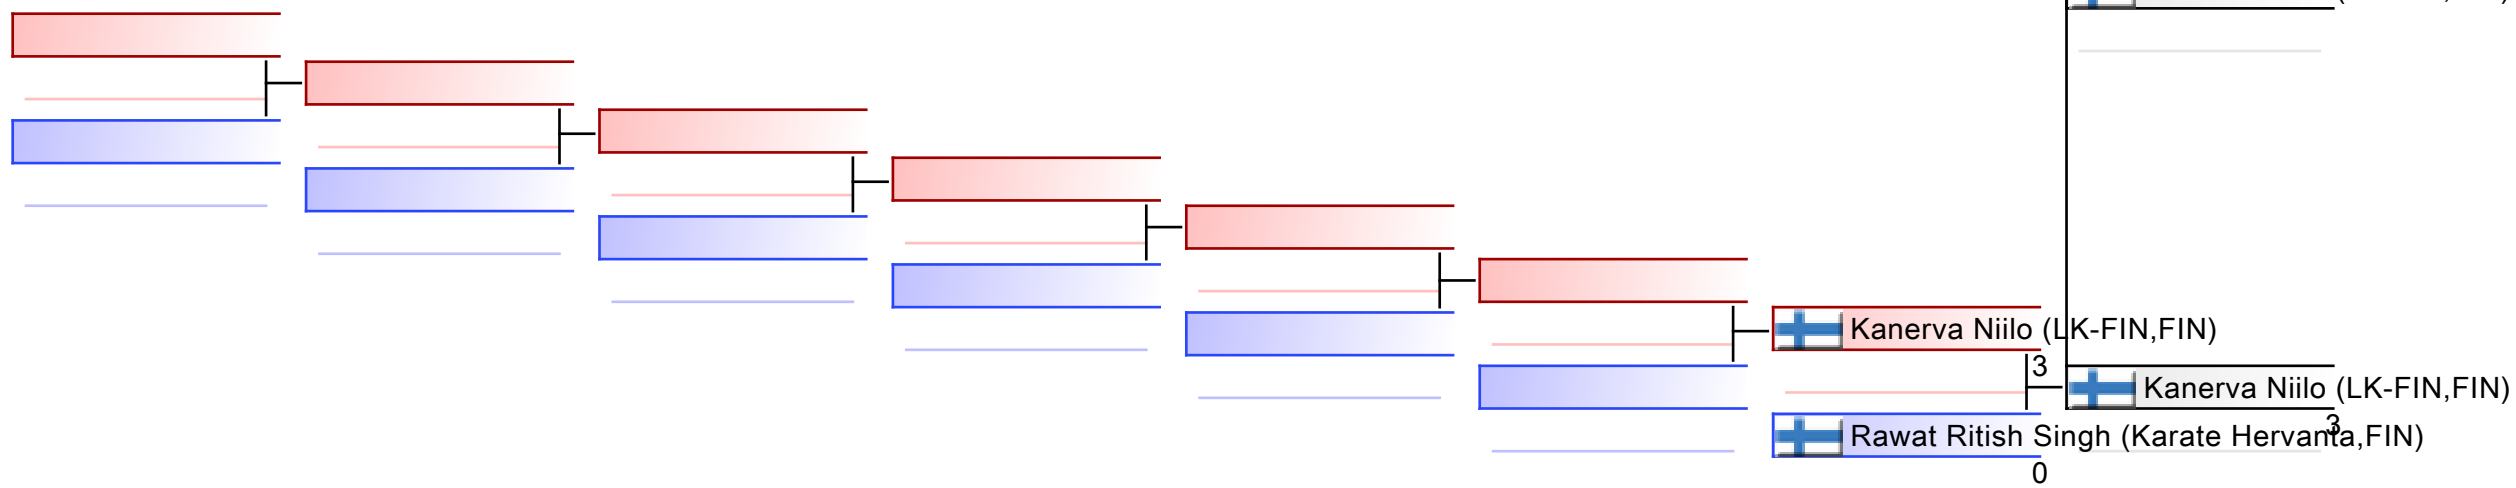 Kanerva Niilo (LK-FIN,FIN)
3
Kanerva Niilo (LK-FIN,FIN)
3
Rawat Ritish Singh (Karate Hervanta,FIN)
0